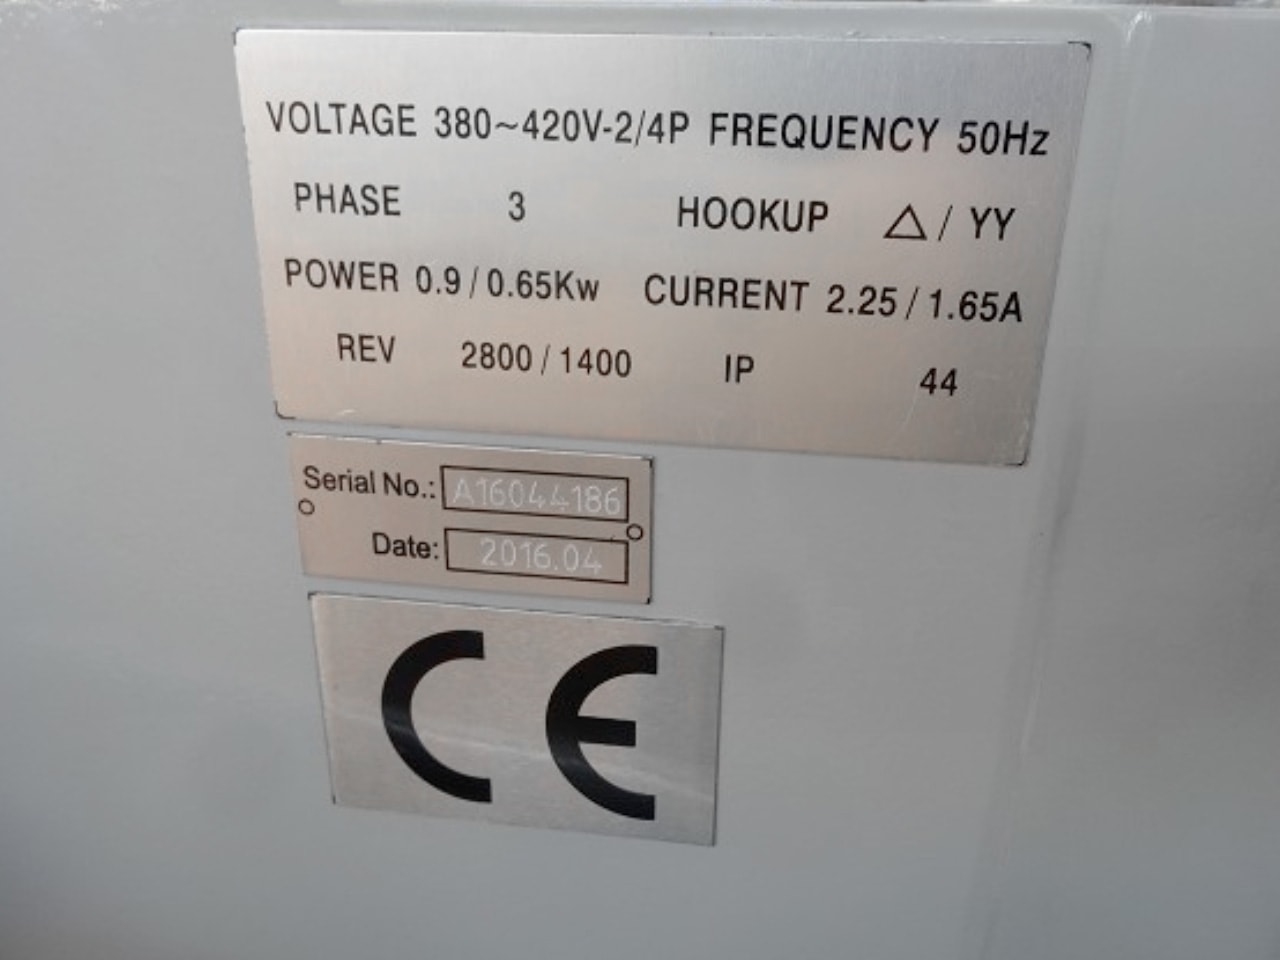 VOLTAGE 380~420V-2/4P FREQUENCY 50Hz
PHASE 3 HOOKUP △/ YY
POWER 0.9/0.65Kw CURRENT 2.25/1.65A
REV 2800/1400 IP 44
Serial No.: A16044186
Date: 2016.04
CE